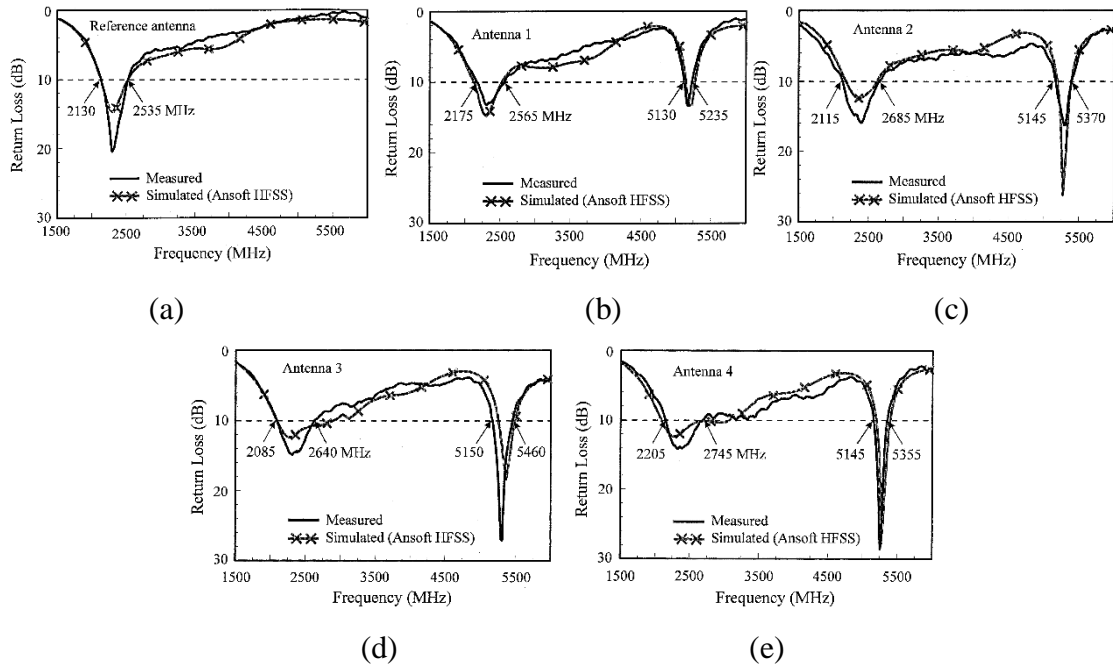 Reference antenna
0
10
20
30
Return Loss (dB)
2130
2535 MHz
Measured
Simulated (Ansoft HFSS)
1500
2500
3500
4500
5500
Frequency (MHz)
(a)
Antenna 1
0
10
20
30
Return Loss (dB)
2175
2565 MHz
5130
5235
Measured
Simulated (Ansoft HFSS)
1500
2500
3500
4500
5500
Frequency (MHz)
(b)
Antenna 2
0
10
20
30
Return Loss (dB)
2115
2685 MHz
5145
5370
Measured
Simulated (Ansoft HFSS)
1500
2500
3500
4500
5500
Frequency (MHz)
(c)
Antenna 3
0
10
20
30
Return Loss (dB)
2085
2640 MHz
5150
5460
Measured
Simulated (Ansoft HFSS)
1500
2500
3500
4500
5500
Frequency (MHz)
(d)
Antenna 4
0
10
20
30
Return Loss (dB)
2205
2745 MHz
5145
5355
Measured
Simulated (Ansoft HFSS)
1500
2500
3500
4500
5500
Frequency (MHz)
(e)